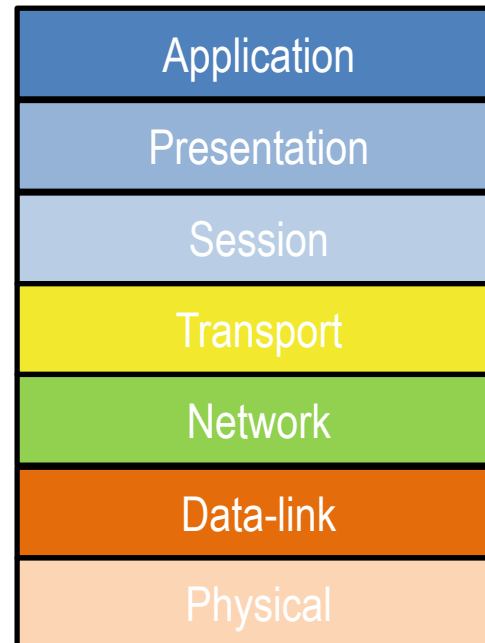 Application
Presentation
Session
Transport
Network
Data-link
Physical